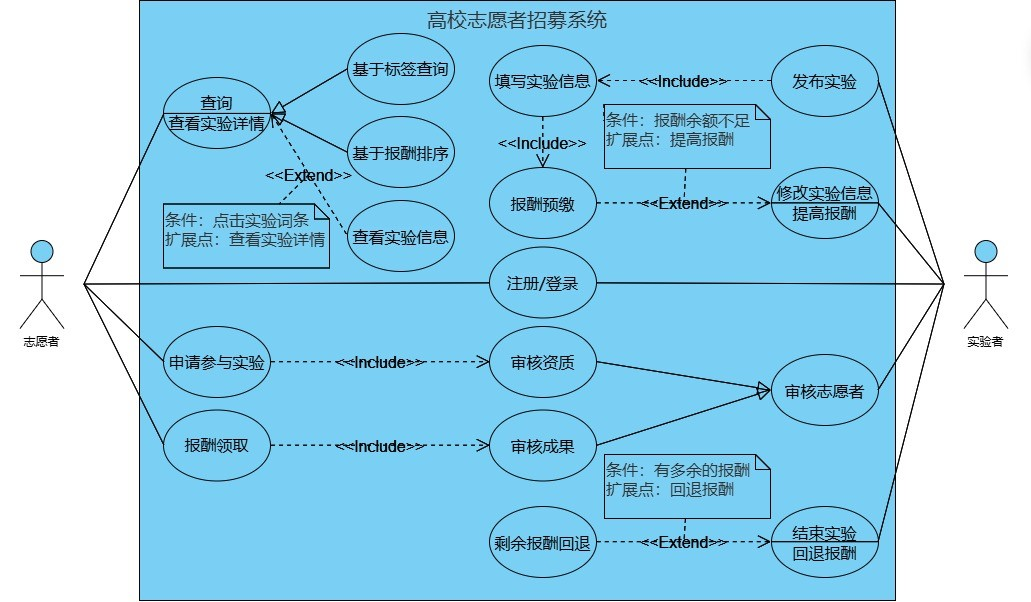 高校志愿者招募系统
基于标签查询
查询
查看实验详情
基于报酬排序
<<Extend>>
条件：点击实验词条
扩展点：查看实验详情
查看实验信息
填写实验信息
<<Include>>
发布实验
<<Include>>
条件：报酬余额不足
扩展点：提高报酬
报酬预缴
<<Extend>>
修改实验信息
提高报酬
注册/登录
志愿者
实验者
申请参与实验
<<Include>>
审核资质
审核志愿者
报酬领取
<<Include>>
审核成果
条件：有多余的报酬
扩展点：回退报酬
剩余报酬回退
<<Extend>>
结束实验
回退报酬